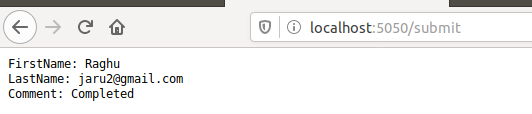 localhost:5050/submit
FirstName: Raghu
LastName: jaru2@gmail.com
Comment: Completed